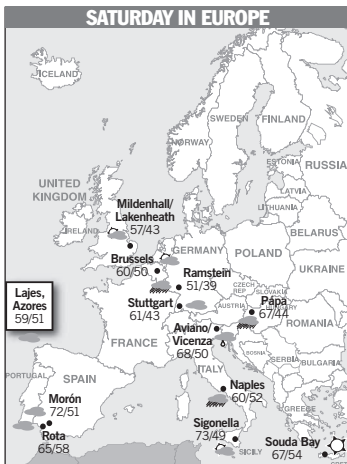 SATURDAY IN EUROPE
ICELAND
SWEDEN
FINLAND
NORWAY
ESTONIA
RUSSIA
LATVIA
LITHUANIA
UNITED
KINGDOM
Mildenhall/
Lakenheath
57/43
IRELAND
BELARUS
Brussels
60/50
GERMANY
POLAND
UKRAINE
Ramstein
51/39
CZECH
REP
SLOVAKIA
Lajes,
Azores
59/51
Stuttgart
61/43
AUSTRIA
HUNGARY
Pápa
67/44
FRANCE
Aviano/
Vicenza
68/50
ROMANIA
BOSNIA
SERBIA
BULGARIA
ITALY
PORTUGAL
SPAIN
Morón
72/51
Naples
60/52
GREECE
Rota
65/58
Sigonella
73/49
SICILY
Souda Bay
67/54